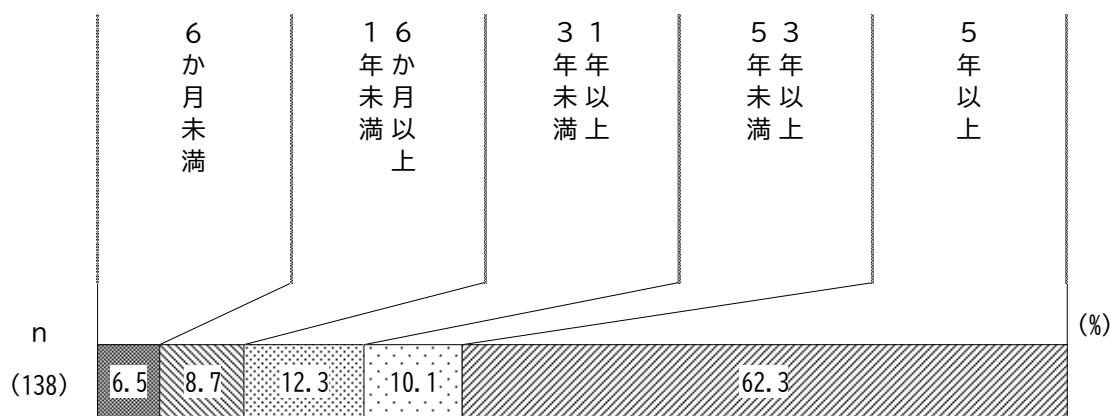 6か月未満
6か月以上
1年未満
1年以上
3年未満
3年以上
5年未満
5年以上
n
(%)
(138)
6.5
8.7
12.3
10.1
62.3